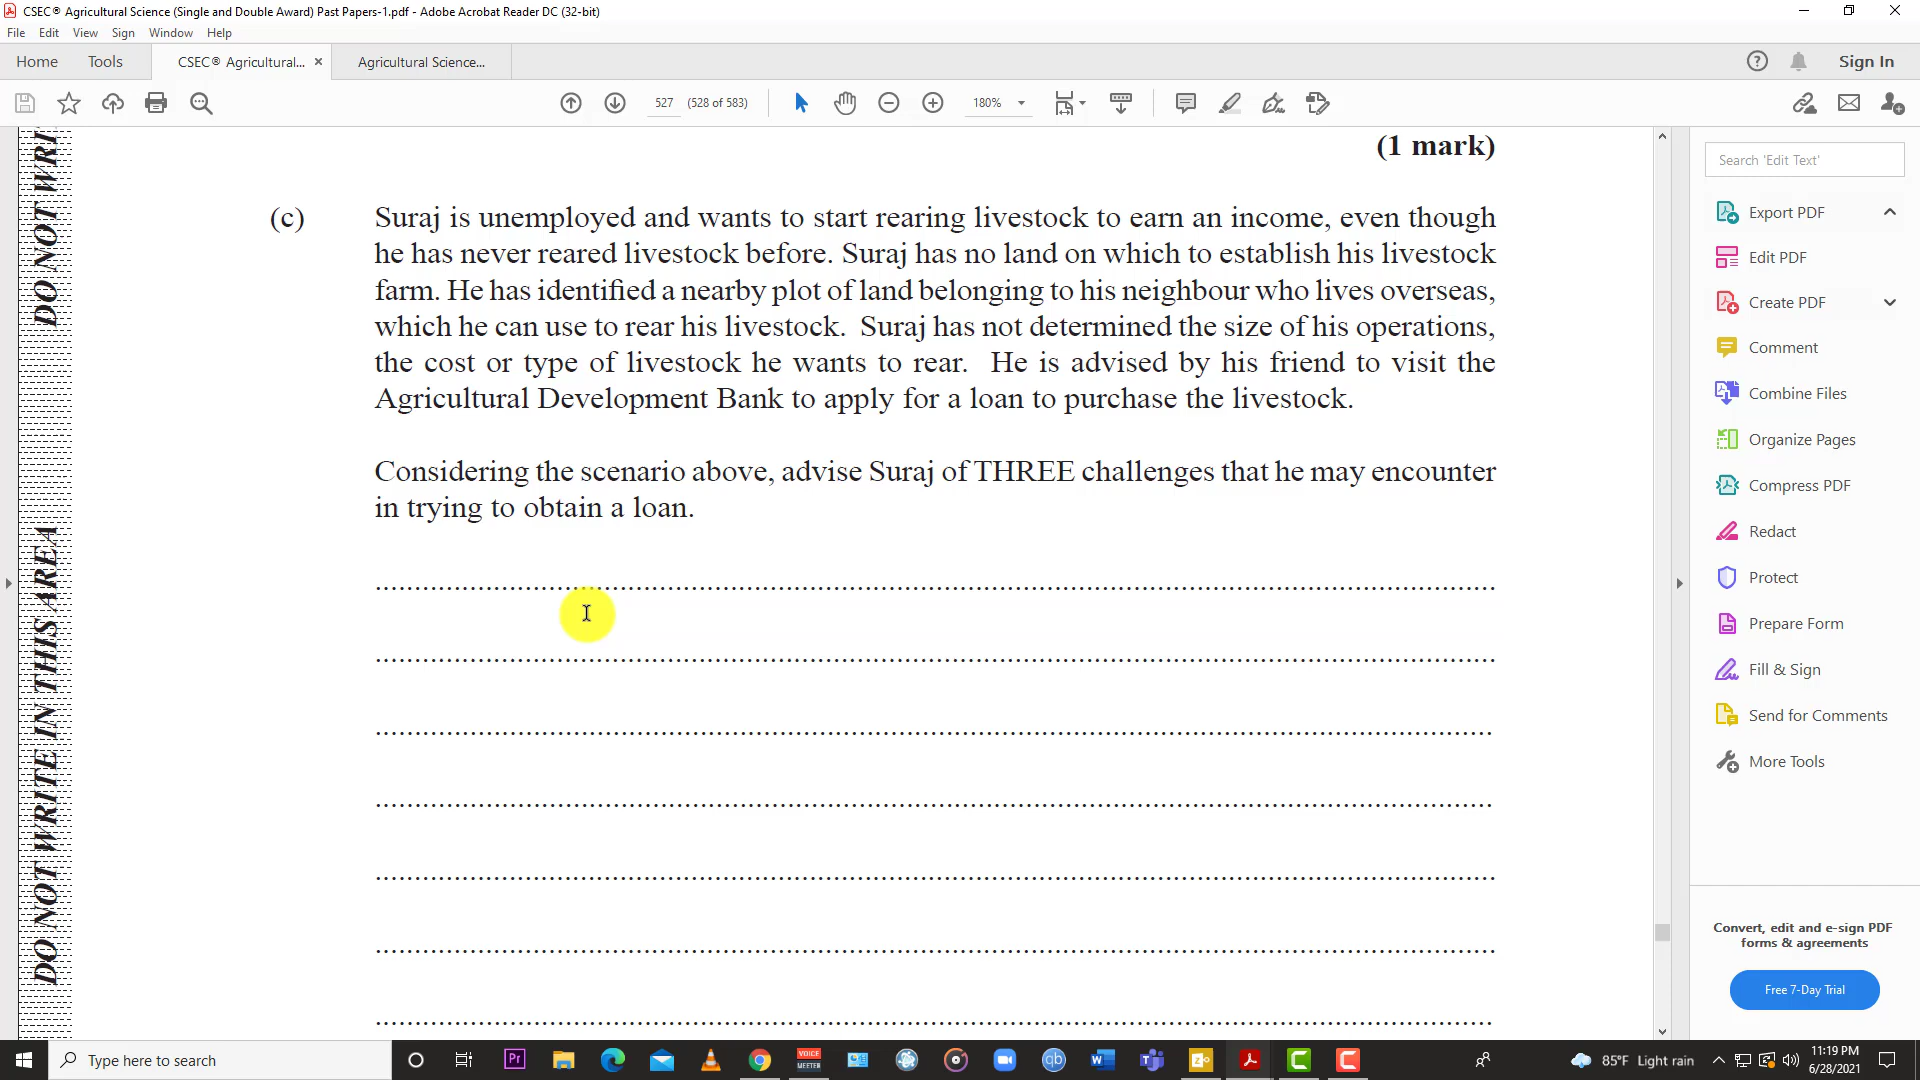 CSEC® Agricultural Science (Single and Double Award) Past Papers-1.pdf - Adobe Acrobat Reader DC (32-bit)
File Edit View Sign Window Help
Home Tools CSEC® Agricultural... × Agricultural Science... Sign In
527 (528 of 583) 180%
Search 'Edit Text'
Export PDF
Edit PDF
Create PDF
Comment
Combine Files
Organize Pages
Compress PDF
Redact
Protect
Prepare Form
Fill & Sign
Send for Comments
More Tools
Convert, edit and e-sign PDF
forms & agreements
Free 7-Day Trial
DO NOT WRI
DO NOT WRITE IN THIS AREA
(1 mark)
(c) Suraj is unemployed and wants to start rearing livestock to earn an income, even though
he has never reared livestock before. Suraj has no land on which to establish his livestock
farm. He has identified a nearby plot of land belonging to his neighbour who lives overseas,
which he can use to rear his livestock. Suraj has not determined the size of his operations,
the cost or type of livestock he wants to rear. He is advised by his friend to visit the
Agricultural Development Bank to apply for a loan to purchase the livestock.
Considering the scenario above, advise Suraj of THREE challenges that he may encounter
in trying to obtain a loan.
Type here to search
Pr
VOICE
MEETER
qb
85°F Light rain
11:19 PM
6/28/2021